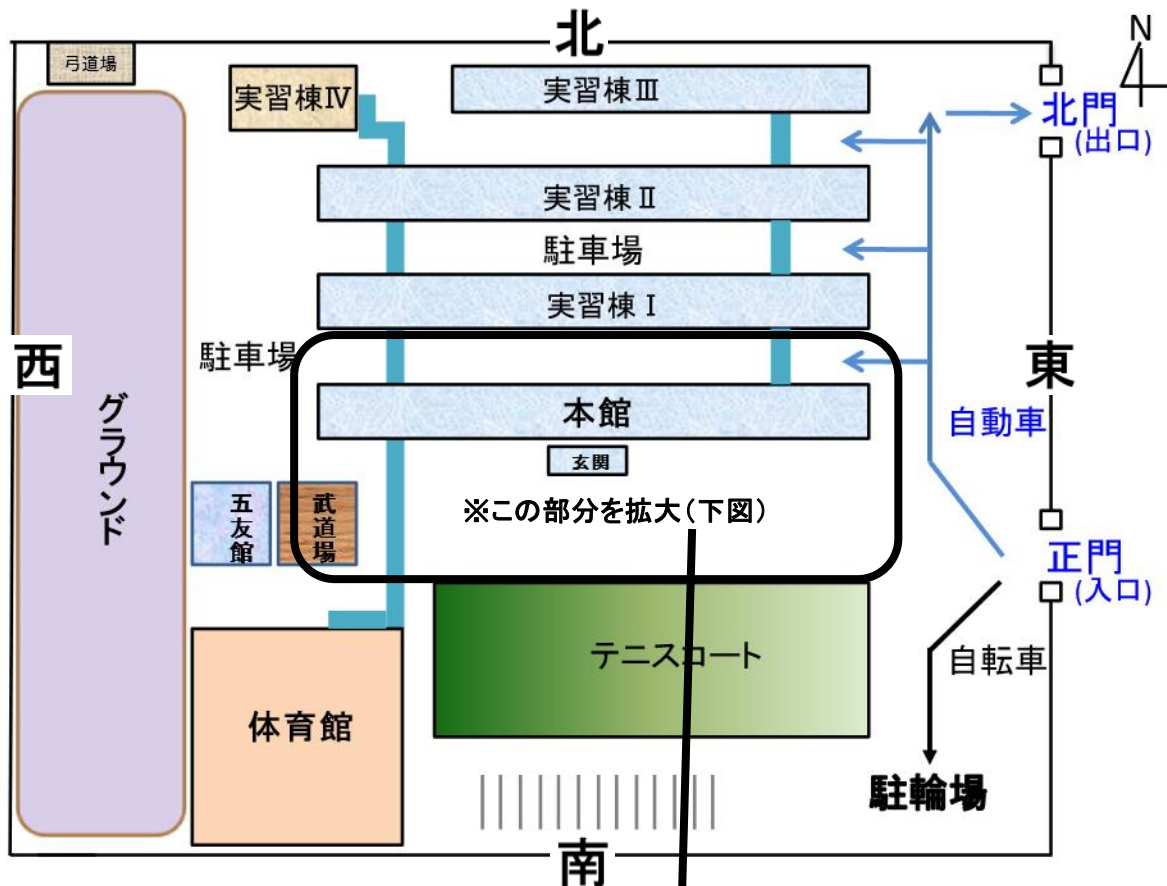 北
N
弓道場
実習棟Ⅳ
実習棟Ⅲ
北門
(出口)
実習棟Ⅱ
駐車場
実習棟Ⅰ
西
駐車場
東
グラウンド
本館
自動車
玄関
五友館
武道場
※この部分を拡大(下図)
正門
(入口)
テニスコート
自転車
体育館
駐輪場
南